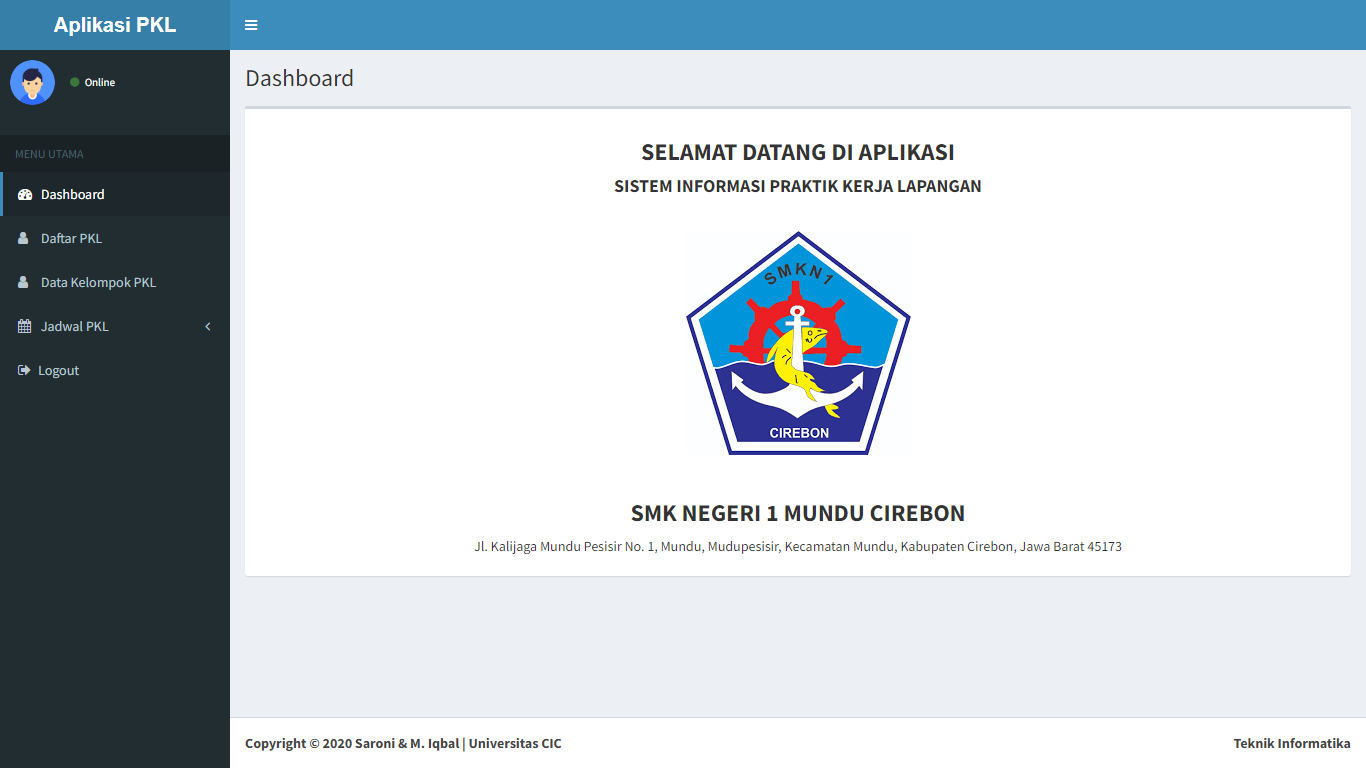 Aplikasi PKL
Online
MENU UTAMA
Dashboard
Daftar PKL
Data Kelompok PKL
Jadwal PKL
Logout
Dashboard
SELAMAT DATANG DI APLIKASI
SISTEM INFORMASI PRAKTIK KERJA LAPANGAN
SMKN1
CIREBON
SMK NEGERI 1 MUNDU CIREBON
Jl. Kalijaga Mundu Pesisir No. 1, Mundu, Mudupesisir, Kecamatan Mundu, Kabupaten Cirebon, Jawa Barat 45173
Copyright © 2020 Saroni & M. Iqbal | Universitas CIC
Teknik Informatika